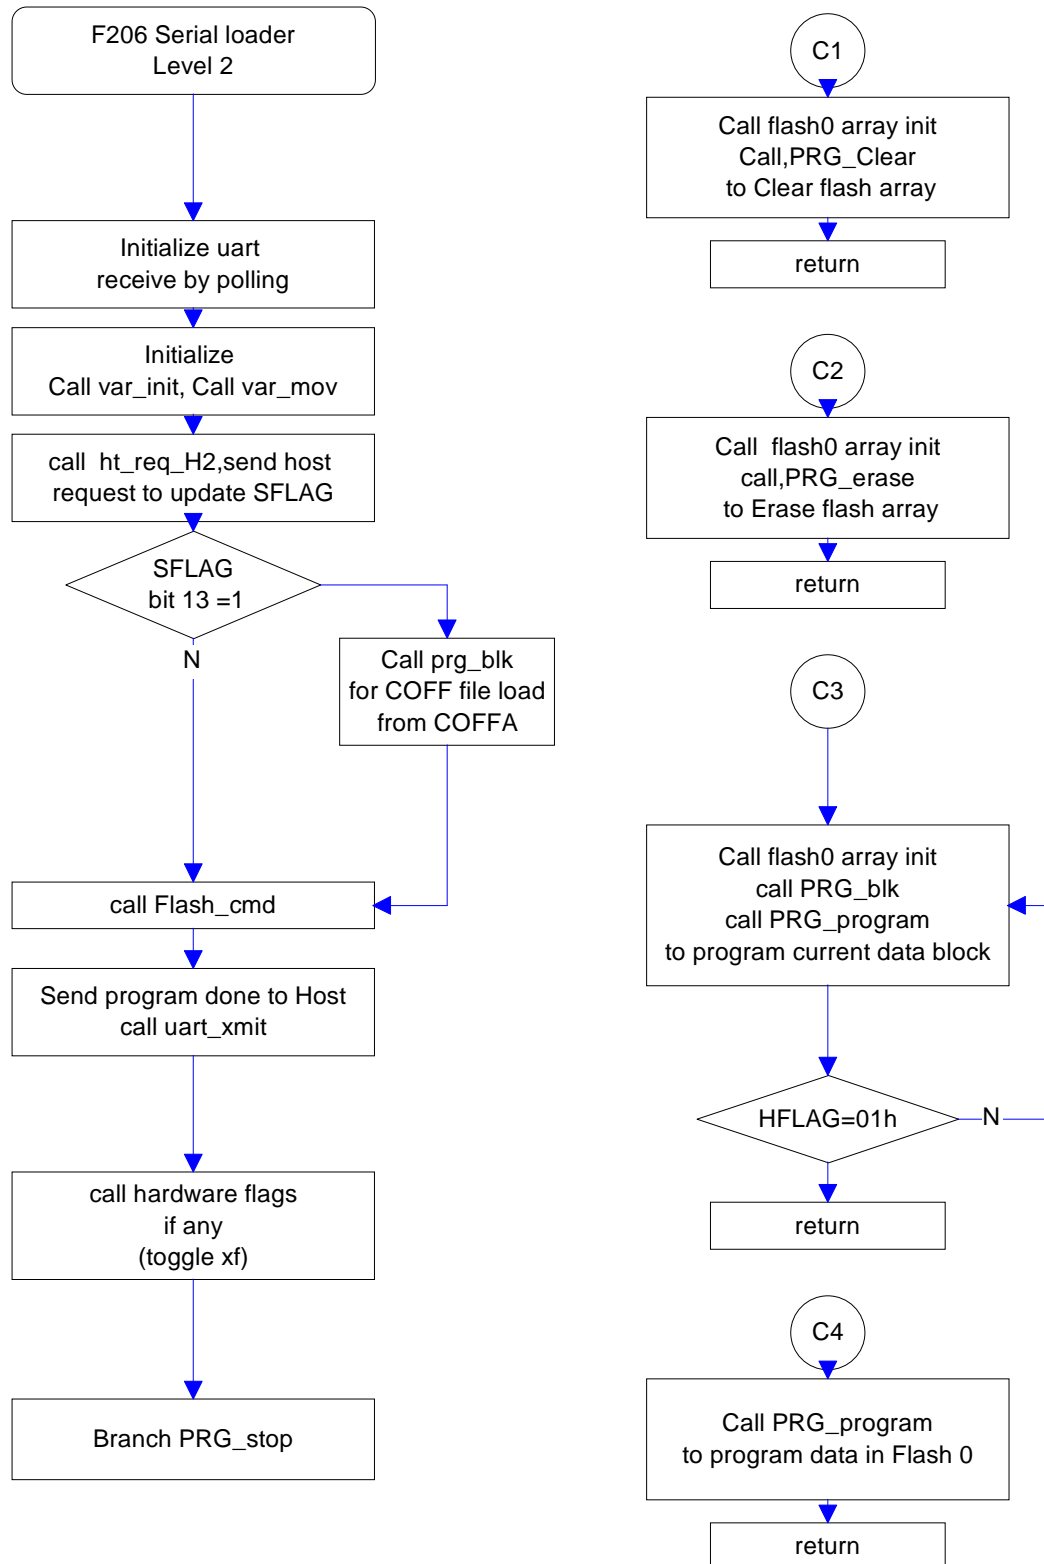 F206 Serial loader
Level 2
Initialize uart
receive by polling
Initialize
Call var_init, Call var_mov
call ht_req_H2,send host
request to update SFLAG
SFLAG
bit 13 =1
N
Call prg_blk
for COFF file load
from COFFA
call Flash_cmd
Send program done to Host
call uart_xmit
call hardware flags
if any
(toggle xf)
Branch PRG_stop
C1
Call flash0 array init
Call,PRG_Clear
to Clear flash array
return
C2
Call flash0 array init
call,PRG_erase
to Erase flash array
return
C3
Call flash0 array init
call PRG_blk
call PRG_program
to program current data block
HFLAG=01h
N
return
C4
Call PRG_program
to program data in Flash 0
return